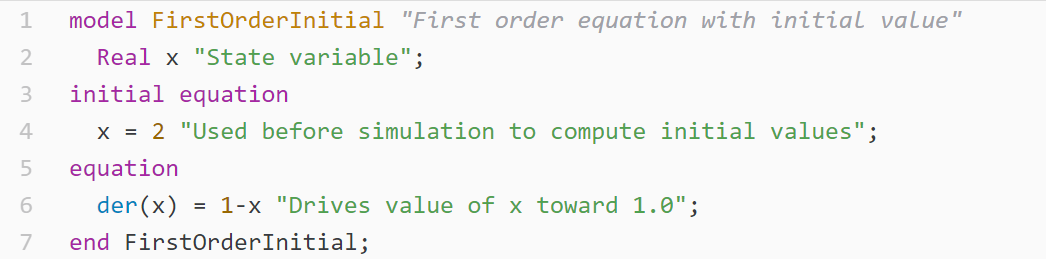 1 model FirstOrderInitial "First order equation with initial value"
2   Real x "State variable";
3 initial equation
4   x = 2 "Used before simulation to compute initial values";
5 equation
6   der(x) = 1-x "Drives value of x toward 1.0";
7 end FirstOrderInitial;